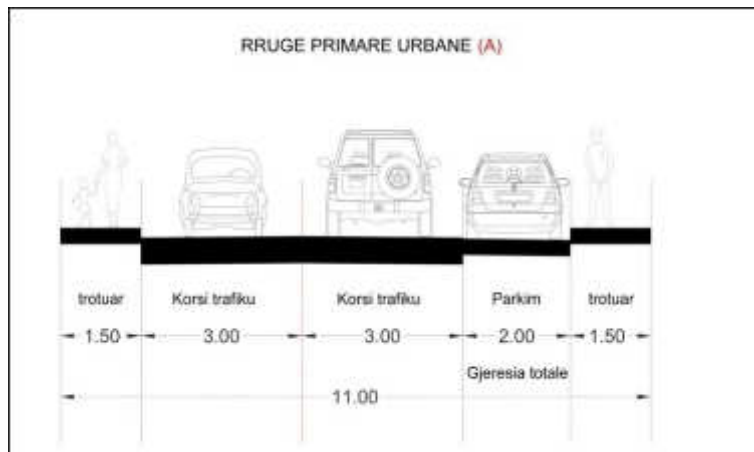 RRUGE PRIMARE URBANE (A)
trotuar Korsi trafiku Korsi trafiku Parkim trotuar
1.50 3.00 3.00 2.00 1.50
Gjeresia totale
11.00